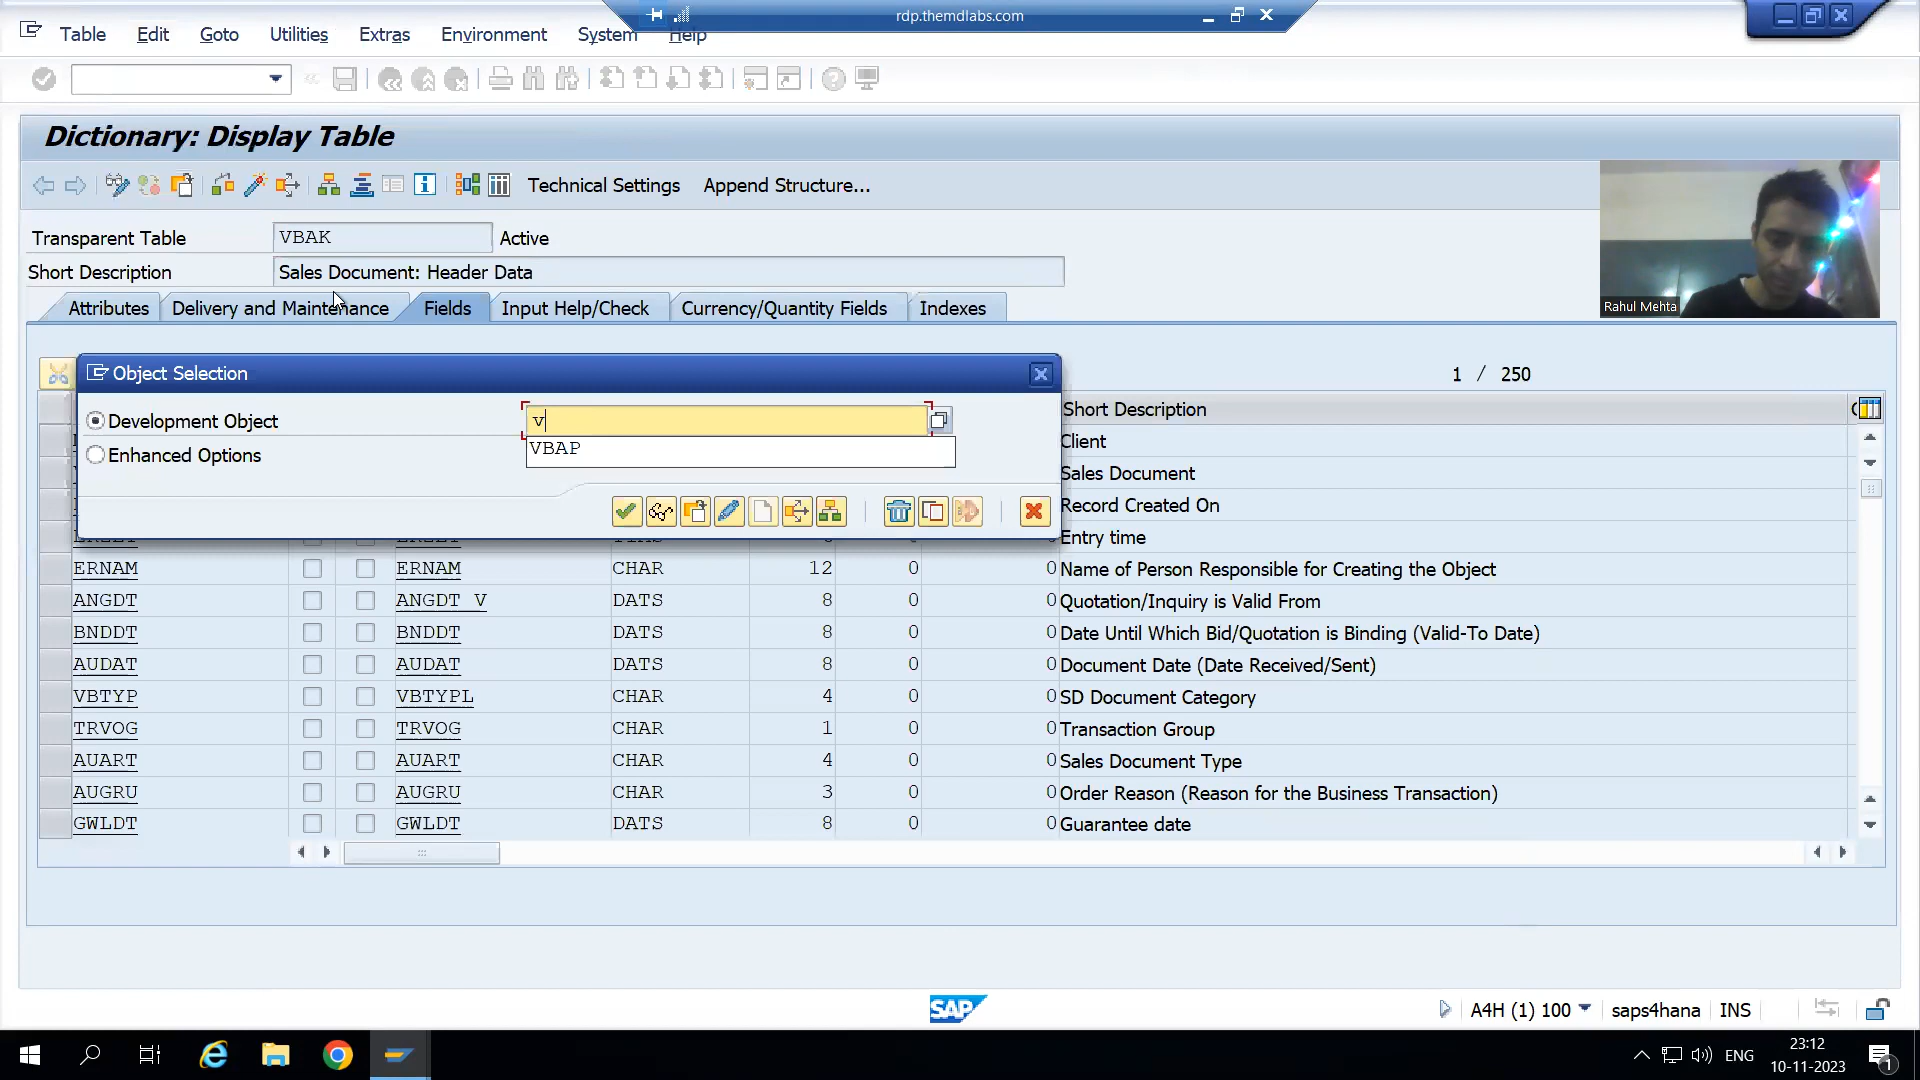 rdp.themdlabs.com
Table Edit Goto Utilities Extras Environment System Help
Dictionary: Display Table
Technical Settings Append Structure...
Transparent Table VBAK Active
Short Description Sales Document: Header Data
Rahul Mehta
Attributes Delivery and Maintenance Fields Input Help/Check Currency/Quantity Fields Indexes
Object Selection
1 / 250
Short Description
Development Object v
VBAP
Enhanced Options
Client
Sales Document
Record Created On
Entry time
ERNAM ERNAM CHAR 12 0 0 Name of Person Responsible for Creating the Object
ANGDT ANGDT_V DATS 8 0 0 Quotation/Inquiry is Valid From
BNDDT BNDDT DATS 8 0 0 Date Until Which Bid/Quotation is Binding (Valid-To Date)
AUDAT AUDAT DATS 8 0 0 Document Date (Date Received/Sent)
VBTYP VBTYPL CHAR 4 0 0 SD Document Category
TRVOG TRVOG CHAR 1 0 0 Transaction Group
AUART AUART CHAR 4 0 0 Sales Document Type
AUGRU AUGRU CHAR 3 0 0 Order Reason (Reason for the Business Transaction)
GWLDT GWLDT DATS 8 0 0 Guarantee date
SAP A4H (1) 100 saps4hana INS
ENG 23:12
10-11-2023 1